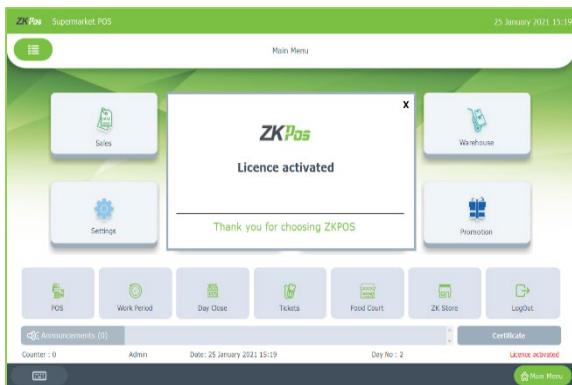 ZKPos Supermarket POS 25 January 2021 15:19
Main Menu
X
ZKPos
Licence activated
Thank you for choosing ZKPOS
Sales
Warehouse
Settings
Promotion
POS
Work Period
Day Close
Tickets
Food Court
ZK Store
LogOut
Announcements (0)
Certificate
Counter : 0 Admin Date: 25 January 2021 15:19 Day No : 2 Licence activated
Main Menu